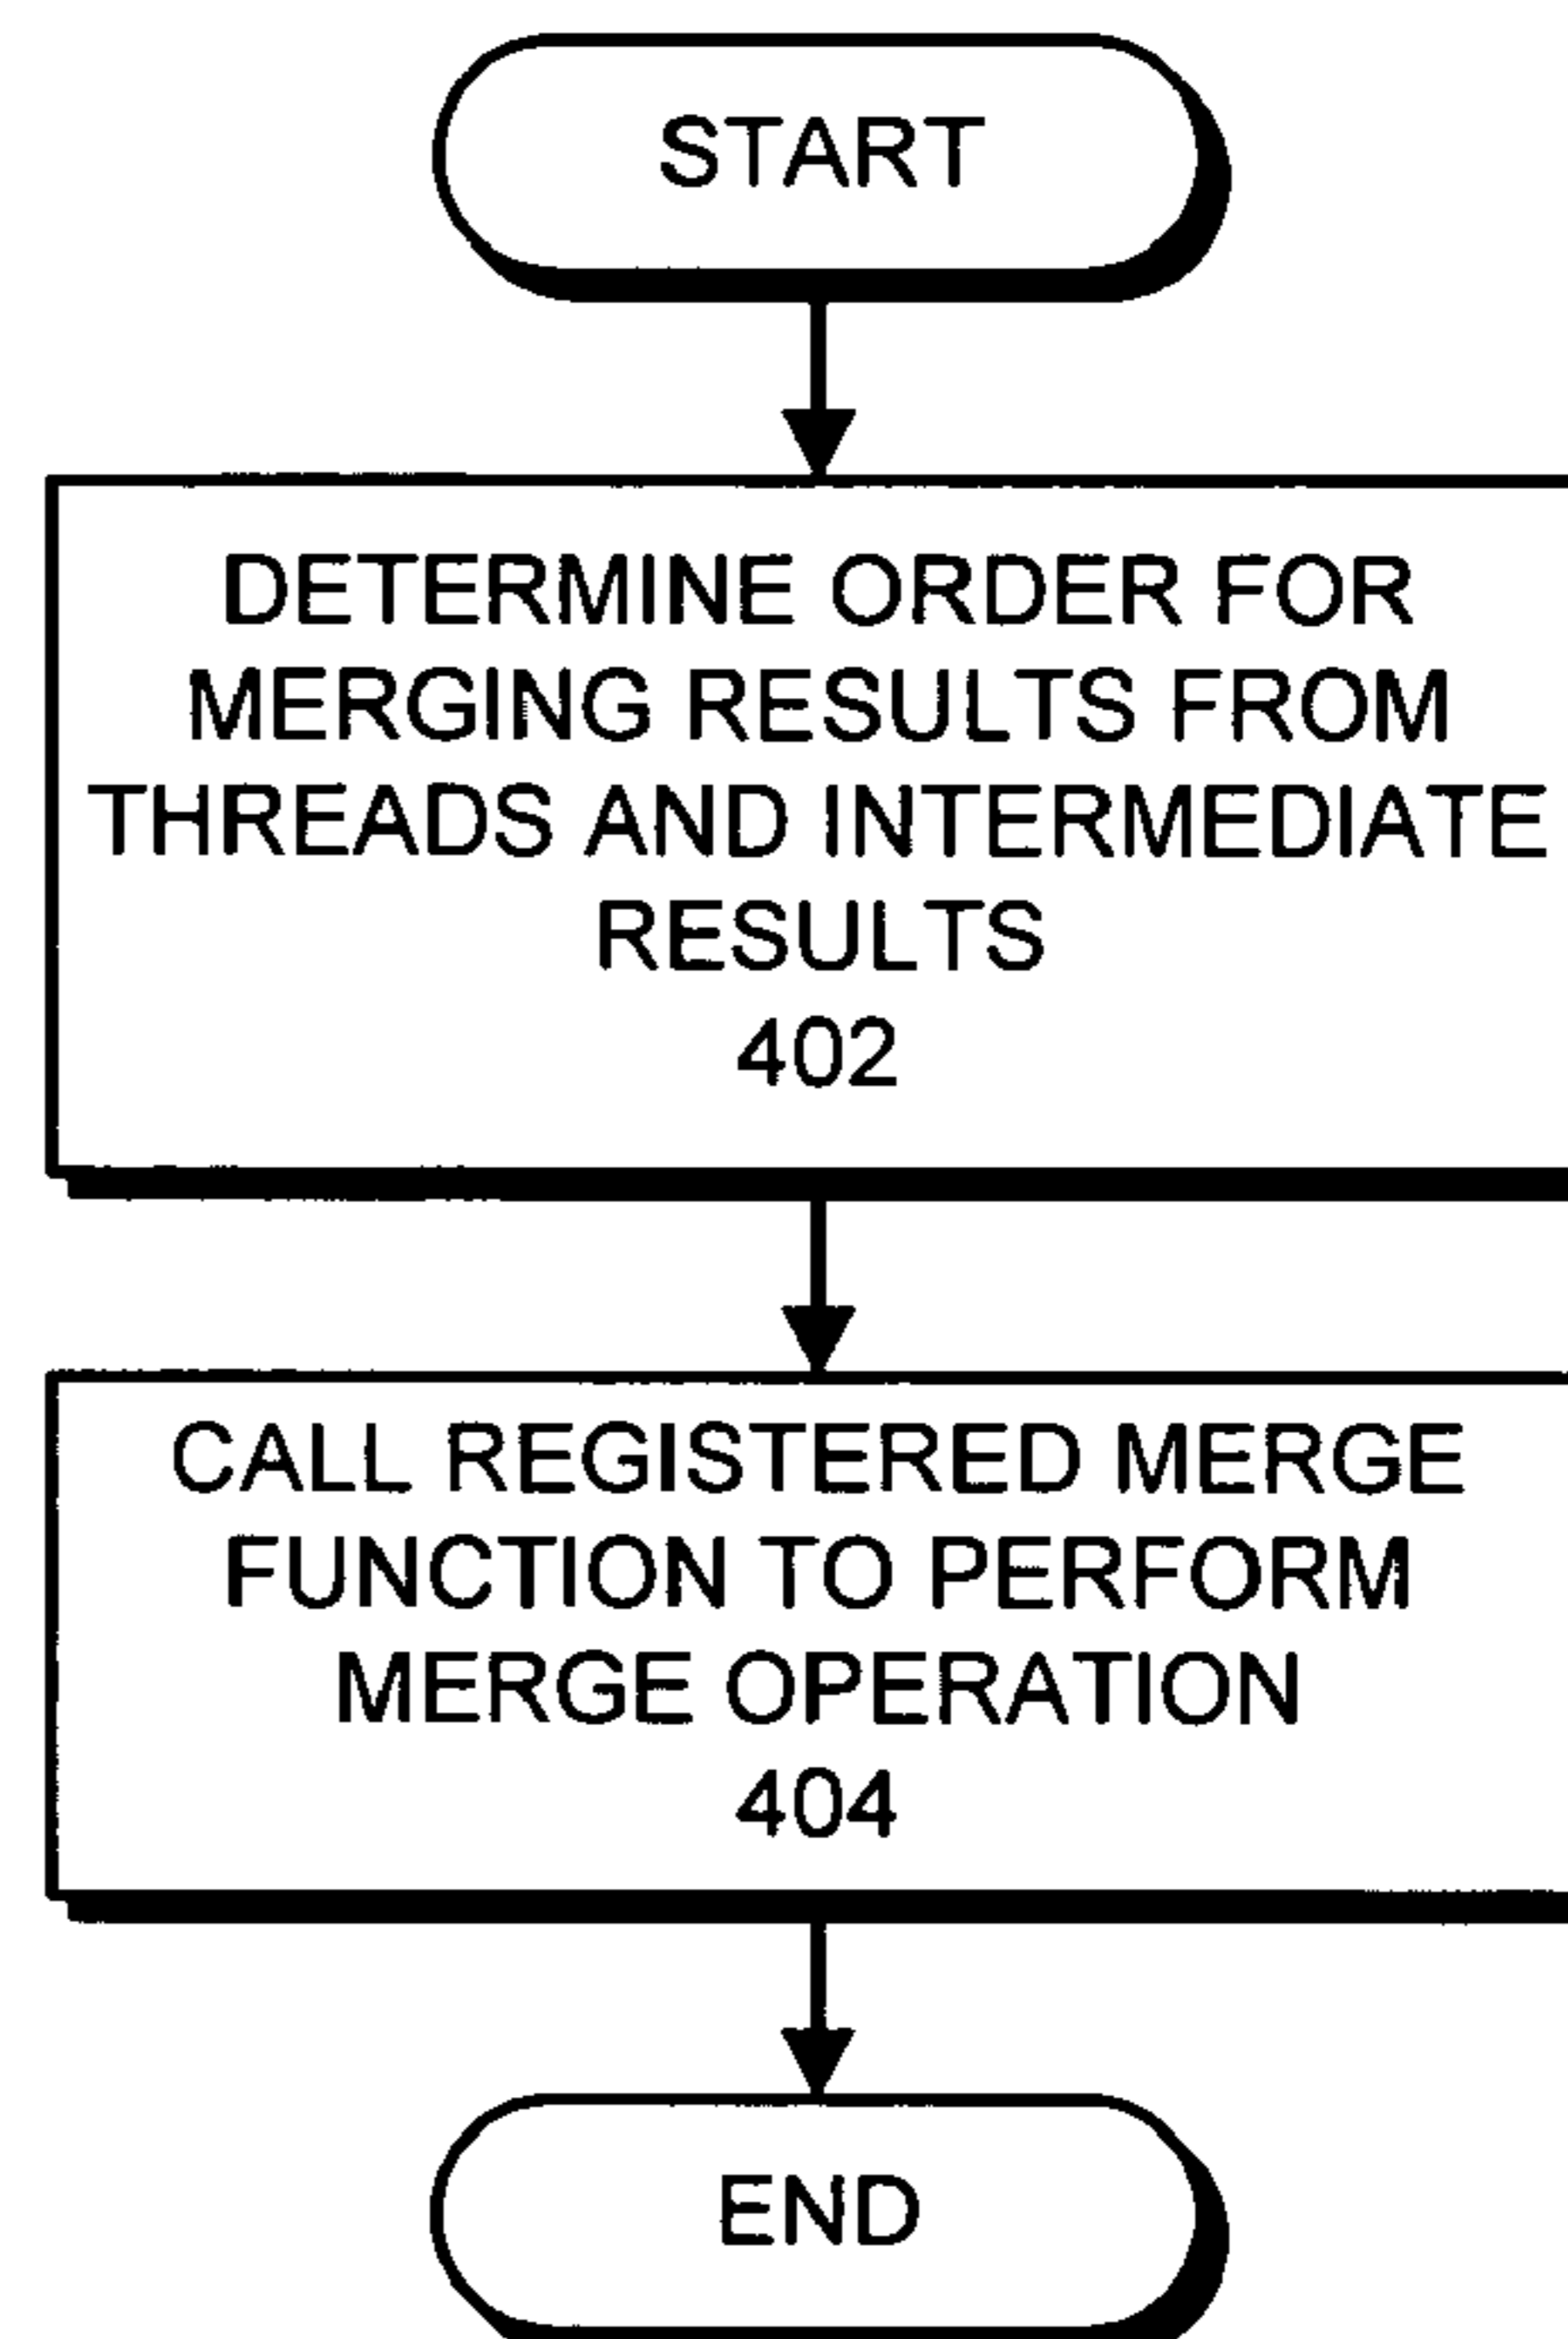 START
DETERMINE ORDER FOR
MERGING RESULTS FROM
THREADS AND INTERMEDIATE
RESULTS
402
CALL REGISTERED MERGE
FUNCTION TO PERFORM
MERGE OPERATION
404
END